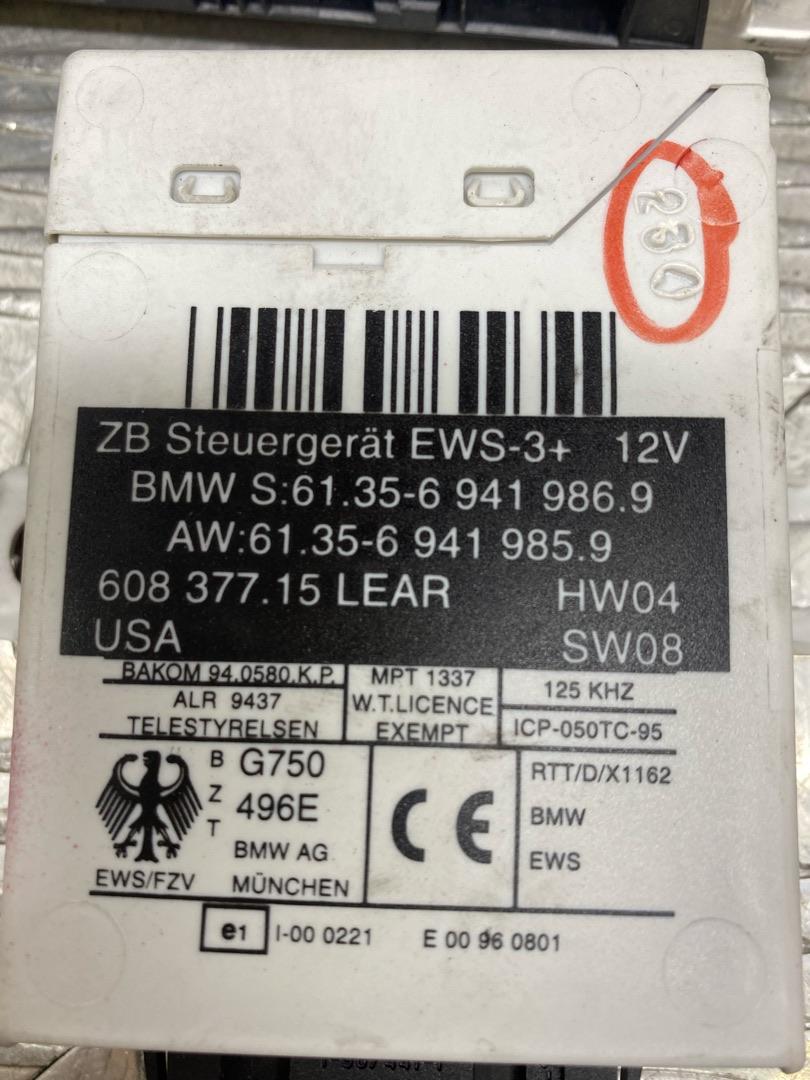 230
ZB Steuergerät EWS-3+ 12V
BMW S:61.35-6 941 986.9
AW:61.35-6 941 985.9
608 377.15 LEAR HW04
USA SW08
BAKOM 94.0580.K.P.
ALR 9437
TELESTYRELSEN
MPT 1337
W.T.LICENCE
EXEMPT
125 KHZ
ICP-050TC-95
BZT
G750
496E
BMW AG
MÜNCHEN
EWS/FZV
CE
RTT/D/X1162
BMW
EWS
e1 I-00 0221 E 00 96 0801